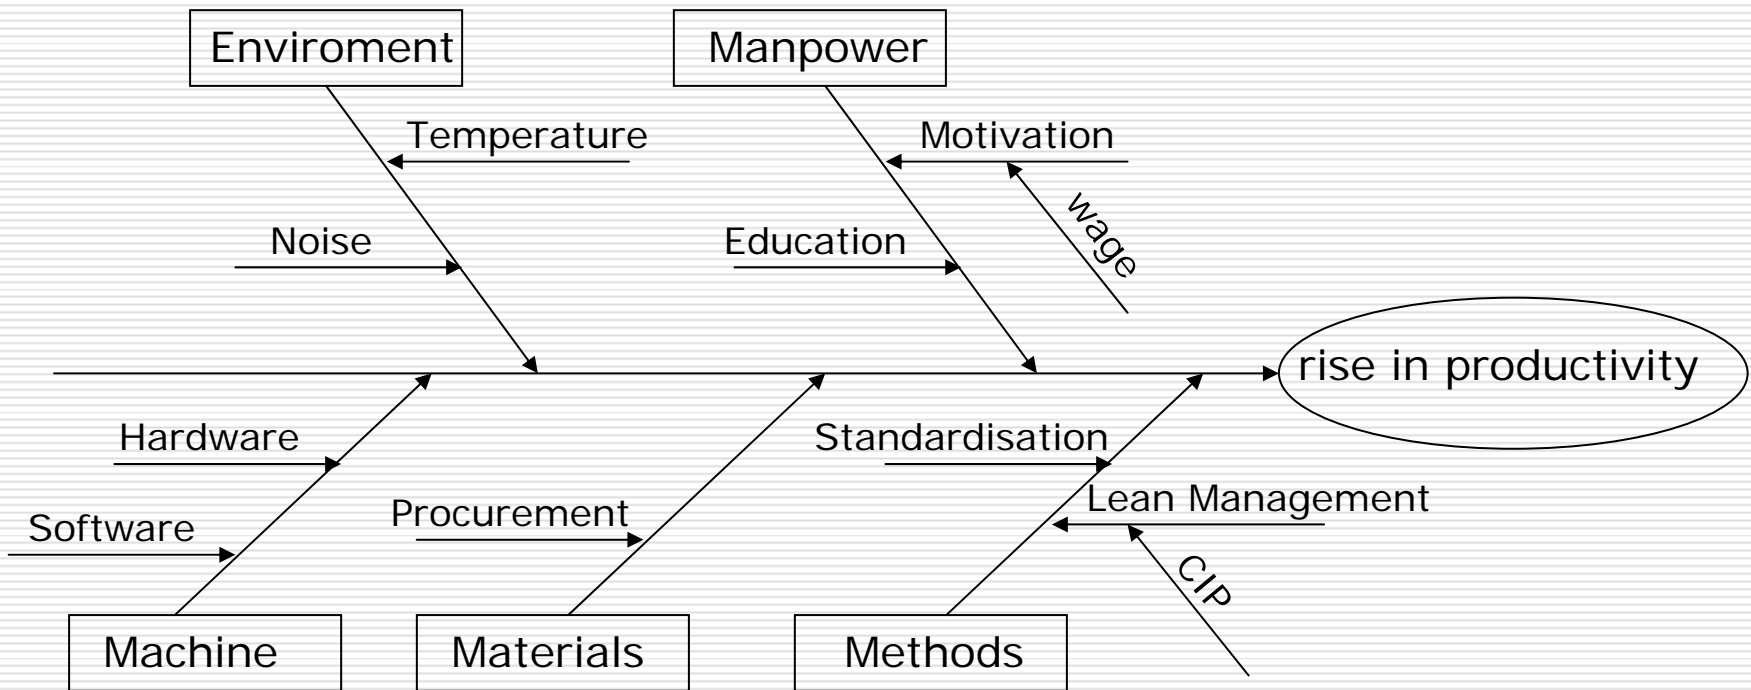 Enviroment
Manpower
Temperature
Motivation
wage
Noise
Education
rise in productivity
Hardware
Standardisation
Lean Management
Procurement
Software
CIP
Machine
Materials
Methods